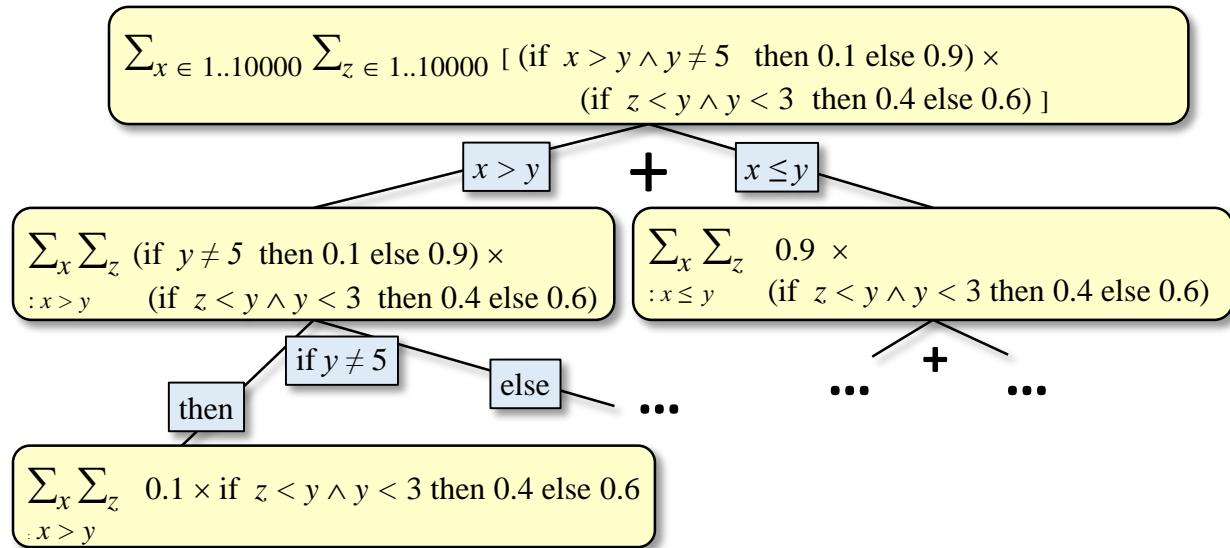 ∑x ∈ 1..10000 ∑z ∈ 1..10000 [ (if x > y ∧ y ≠ 5 then 0.1 else 0.9) ×
(if z < y ∧ y < 3 then 0.4 else 0.6) ]
x > y
+
x ≤ y
∑x ∑z (if y ≠ 5 then 0.1 else 0.9) ×
: x > y (if z < y ∧ y < 3 then 0.4 else 0.6)
∑x ∑z 0.9 ×
: x ≤ y (if z < y ∧ y < 3 then 0.4 else 0.6)
if y ≠ 5
then
else
...
...
+
...
∑x ∑z 0.1 × if z < y ∧ y < 3 then 0.4 else 0.6
: x > y